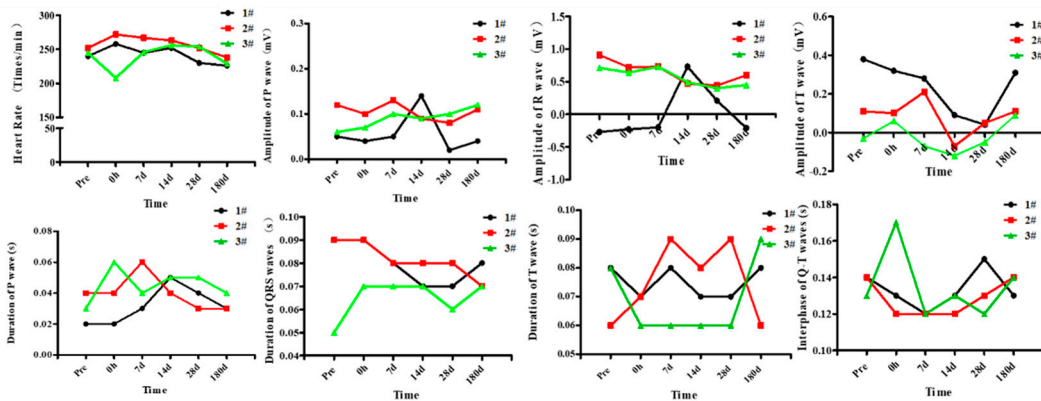 Heart Rate （Times/min）
300
250
200
150
50
0
Pre 0h 7d 14d 28d 180d
Time
1#
2#
3#
Amplitude of P wave （mV）
0.3
0.2
0.1
0.0
Pre 0h 7d 14d 28d 180d
Time
1#
2#
3#
Amplitude of R wave （mV）
1.5
1.0
0.5
0.0
-0.5
-1.0
Pre 0h 7d 14d 28d 180d
Time
1#
2#
3#
Amplitude of T wave （mV）
0.6
0.4
0.2
0.0
-0.2
Pre 0h 7d 14d 28d 180d
Time
1#
2#
3#
Duration of P wave (s)
0.08
0.06
0.04
0.02
0.00
Pre 0h 7d 14d 28d 180d
Time
1#
2#
3#
Duration of QRS waves （s）
0.10
0.09
0.08
0.07
0.06
0.05
0.04
Pre 0h 7d 14d 28d 180d
Time
1#
2#
3#
Duration of T wave (s)
0.10
0.09
0.08
0.07
0.06
0.05
Pre 0h 7d 14d 28d 180d
Time
1#
2#
3#
Interphase of Q-T waves (s)
0.18
0.16
0.14
0.12
0.10
Pre 0h 7d 14d 28d 180d
Time
1#
2#
3#